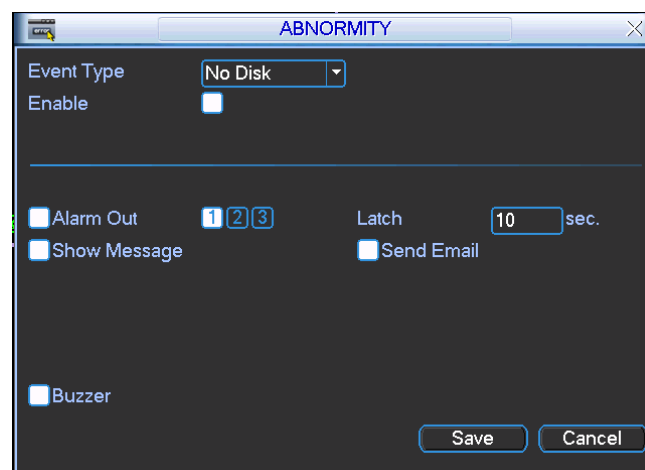 ABNORMITY
Event Type No Disk
Enable
Alarm Out 1 2 3 Latch 10 sec.
Show Message Send Email
Buzzer
Save Cancel